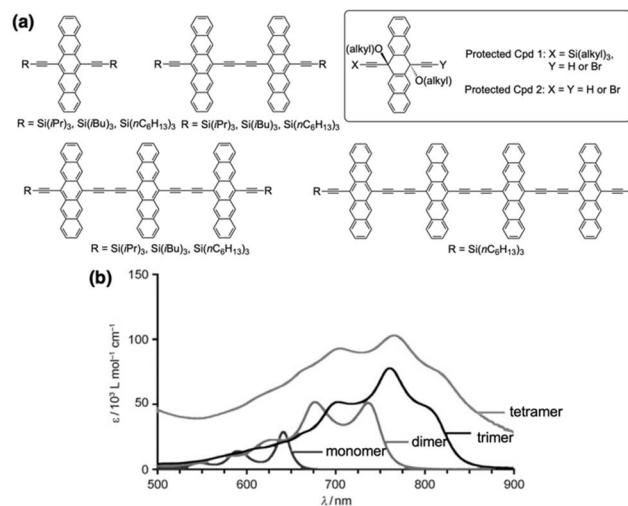 (a)
R
R
R
R
(alkyl)O
X
Y
O(alkyl)
Protected Cpd 1: X = Si(alkyl)3,
Y = H or Br
Protected Cpd 2: X = Y = H or Br
R = Si(iPr)3, Si(iBu)3, Si(nC6H13)3
R = Si(iPr)3, Si(iBu)3, Si(nC6H13)3
R
R
R
R = Si(iPr)3, Si(iBu)3, Si(nC6H13)3
R = Si(nC6H13)3
(b)
150
100
50
0
ε / 10³ L mol⁻¹ cm⁻¹
tetramer
trimer
dimer
monomer
500
600
700
800
900
λ / nm